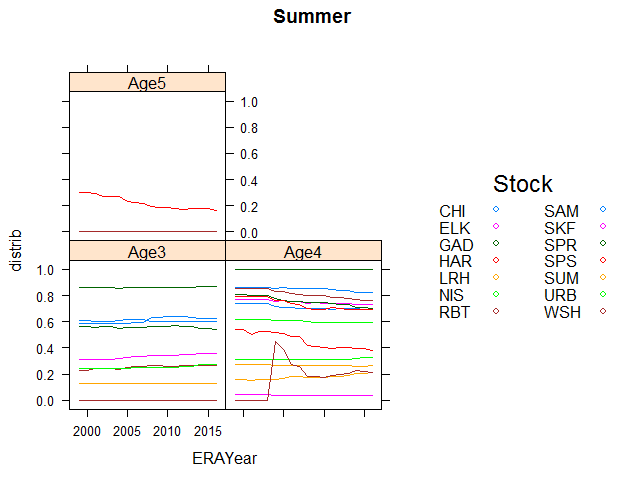 Summer
Age5
1.0
0.8
0.6
0.4
0.2
0.0
distrib
Age3
Age4
1.0
0.8
0.6
0.4
0.2
0.0
2000 2005 2010 2015
ERAYear
Stock
CHI SAM
ELK SKF
GAD SPR
HAR SPS
LRH SUM
NIS URB
RBT WSH